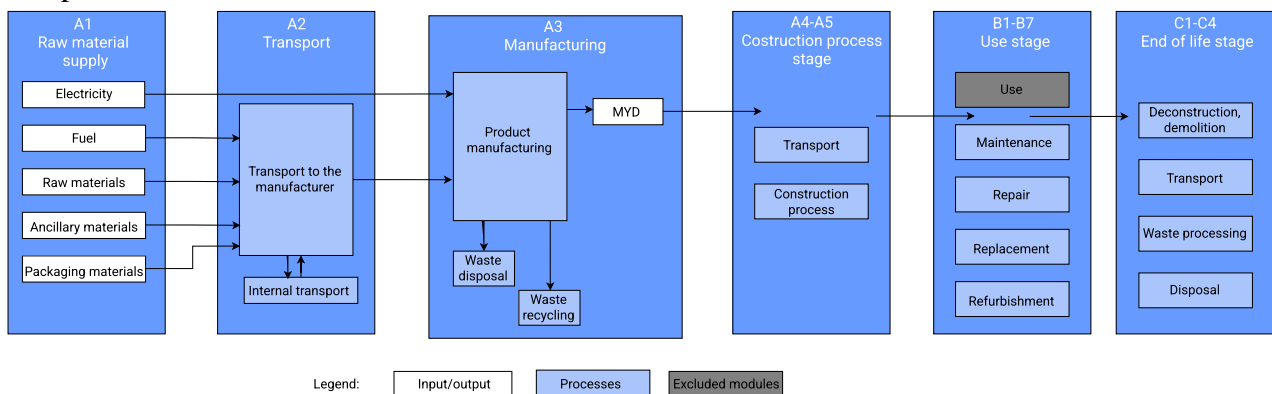 A1
Raw material
supply
Electricity
Fuel
Raw materials
Ancillary materials
Packaging materials
A2
Transport
Transport to the
manufacturer
Internal transport
A3
Manufacturing
Product
manufacturing
MYD
Waste
disposal
Waste
recycling
A4-A5
Costruction process
stage
Transport
Construction
process
B1-B7
Use stage
Use
Maintenance
Repair
Replacement
Refurbishment
C1-C4
End of life stage
Deconstruction,
demolition
Transport
Waste processing
Disposal
Legend:
Input/output
Processes
Excluded modules